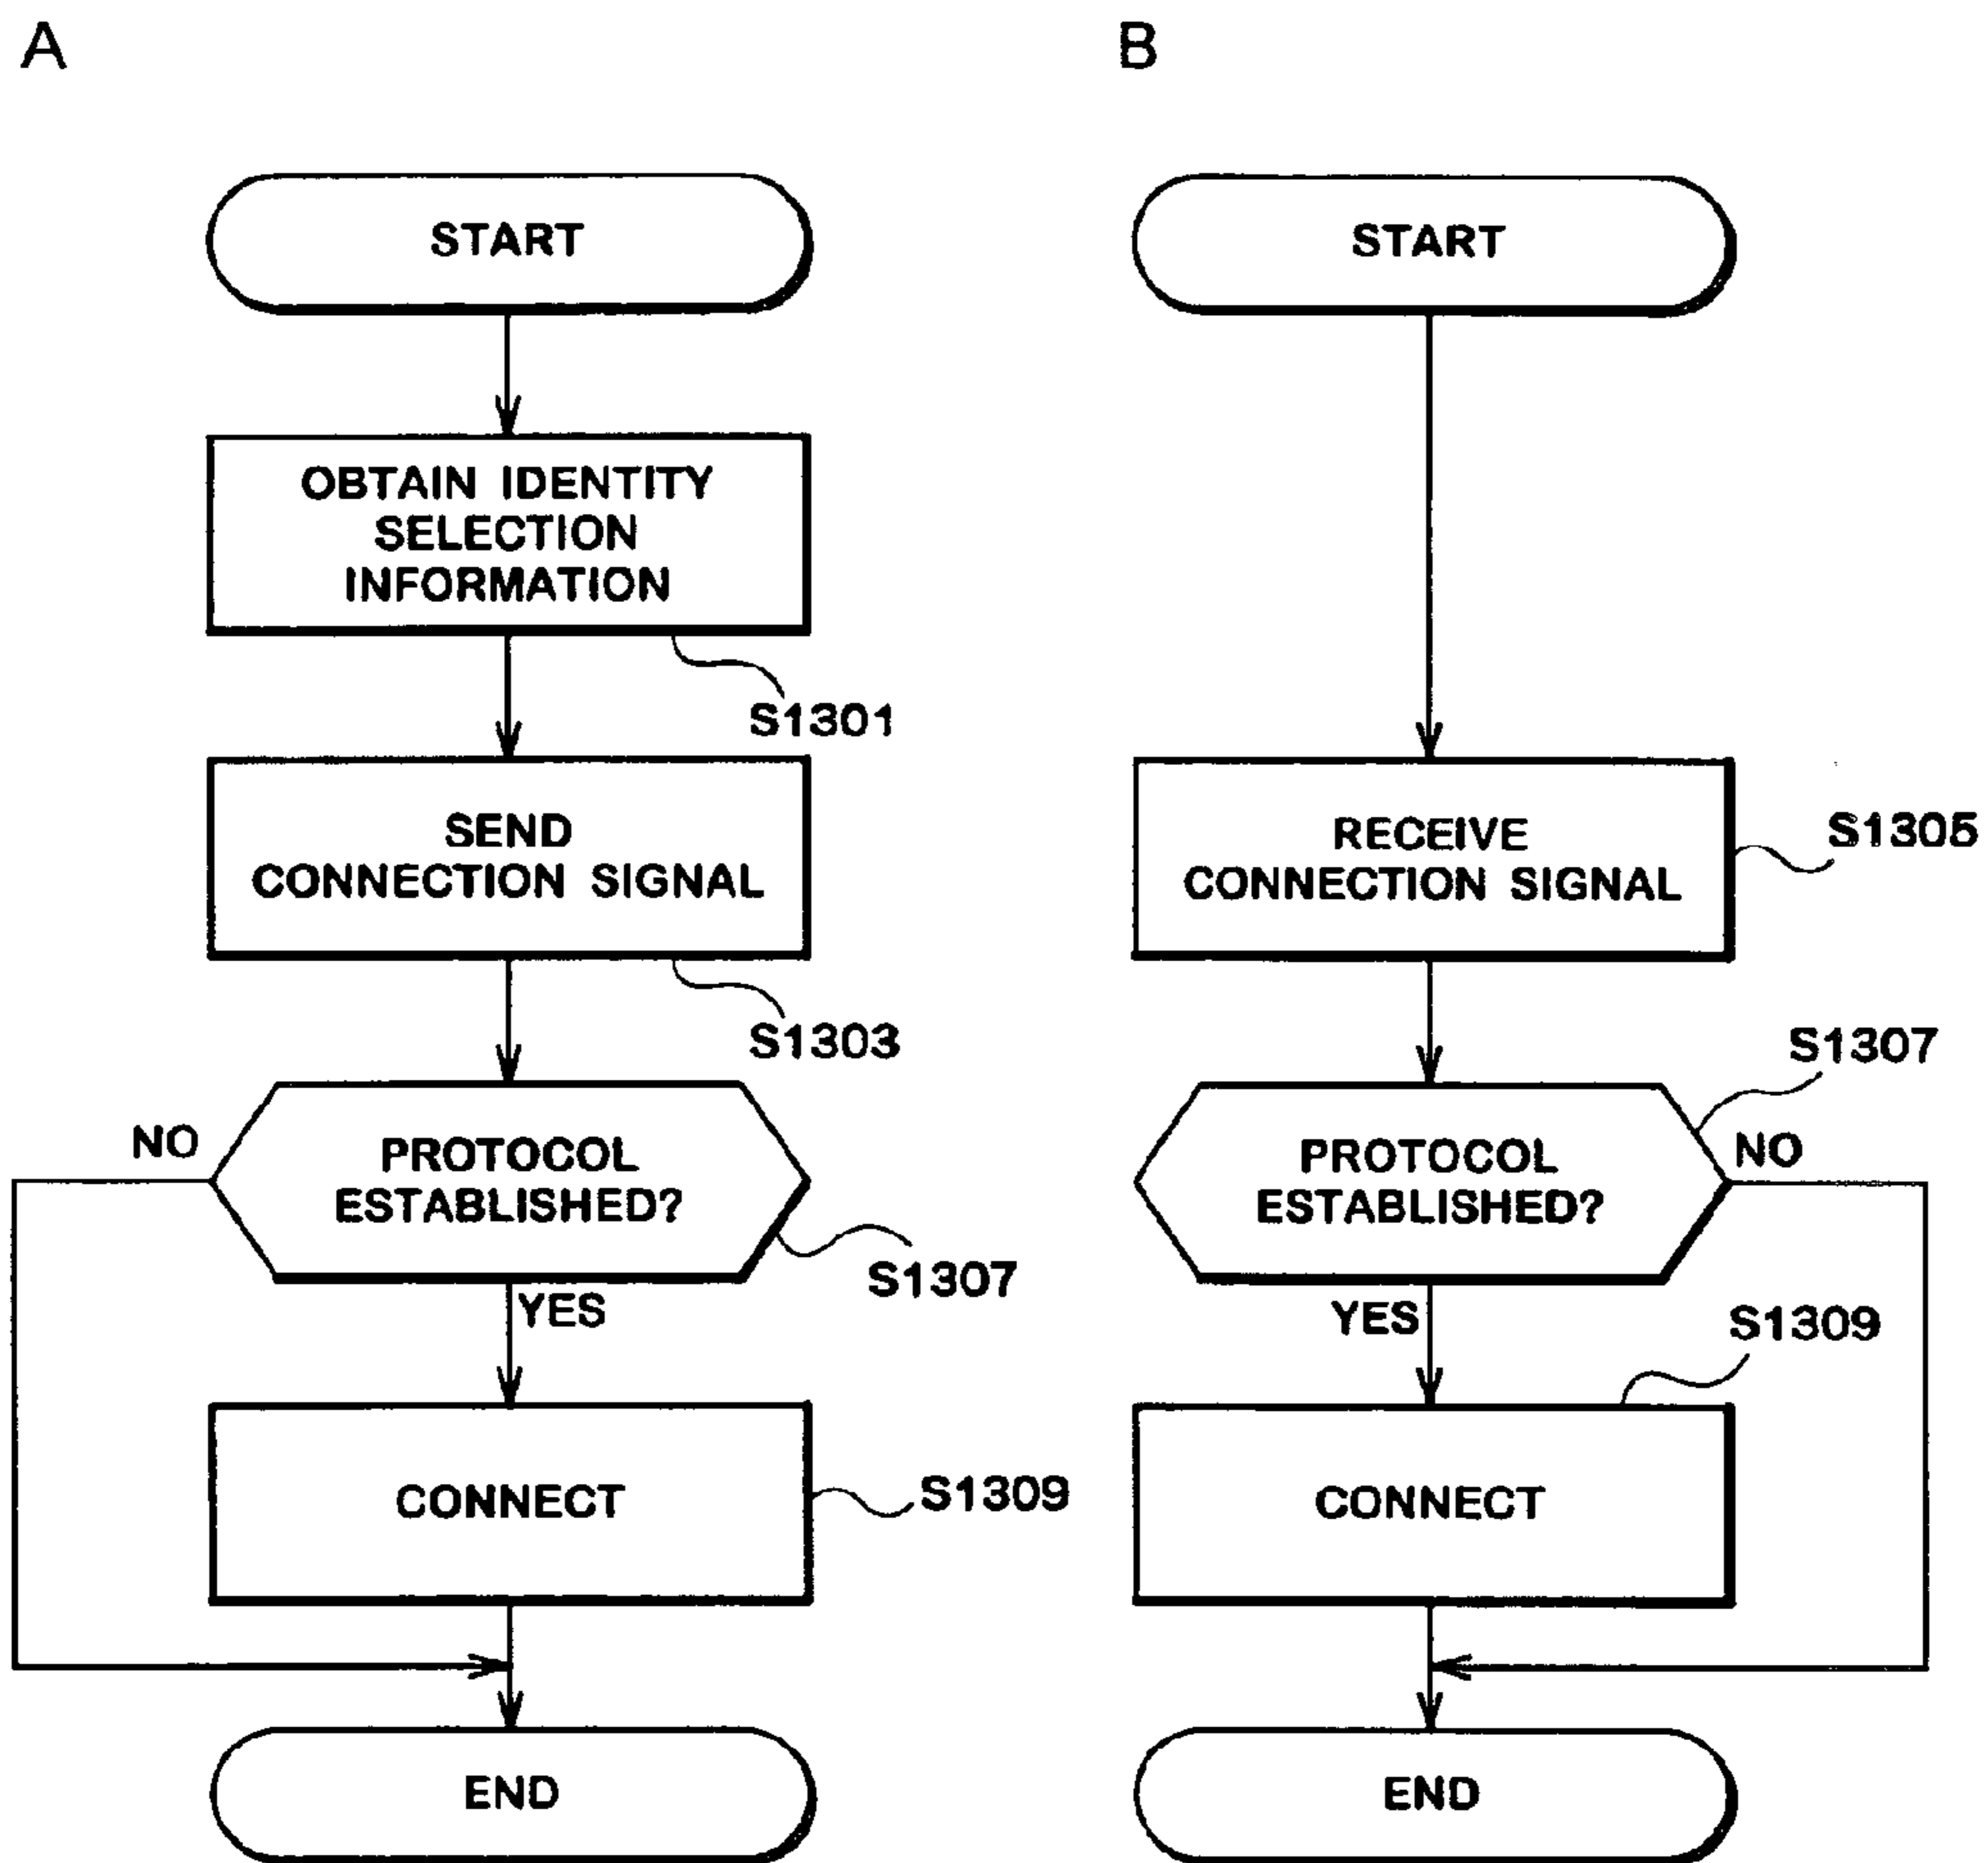 A
START
OBTAIN IDENTITY
SELECTION
INFORMATION
S1301
SEND
CONNECTION SIGNAL
S1303
NO
PROTOCOL
ESTABLISHED?
S1307
YES
CONNECT
S1309
END
B
START
RECEIVE
CONNECTION SIGNAL
S1305
S1307
PROTOCOL
ESTABLISHED?
NO
YES
S1309
CONNECT
END